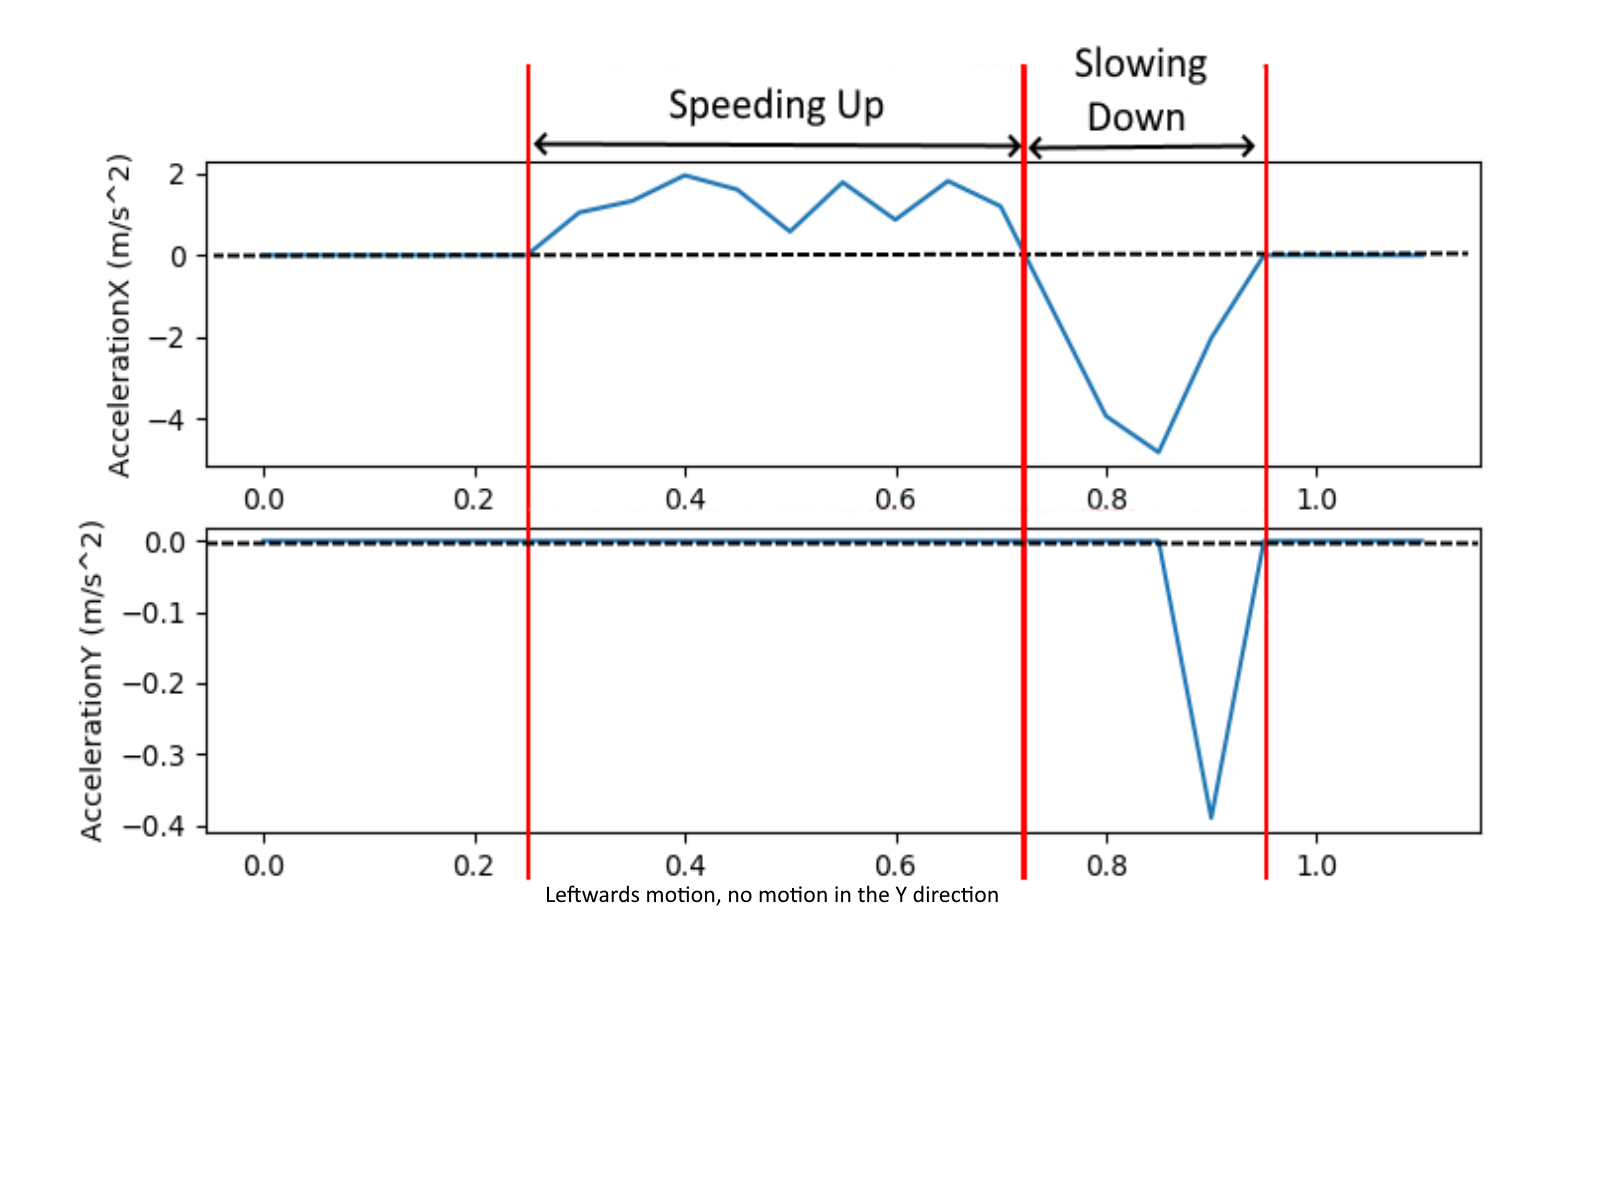 Slowing
Down
Speeding Up
AccelerationX (m/s^2)
2
0
−2
−4
0.0 0.2 0.4 0.6 0.8 1.0
AccelerationY (m/s^2)
0.0
−0.1
−0.2
−0.3
−0.4
0.0 0.2 0.4 0.6 0.8 1.0
Leftwards motion, no motion in the Y direction